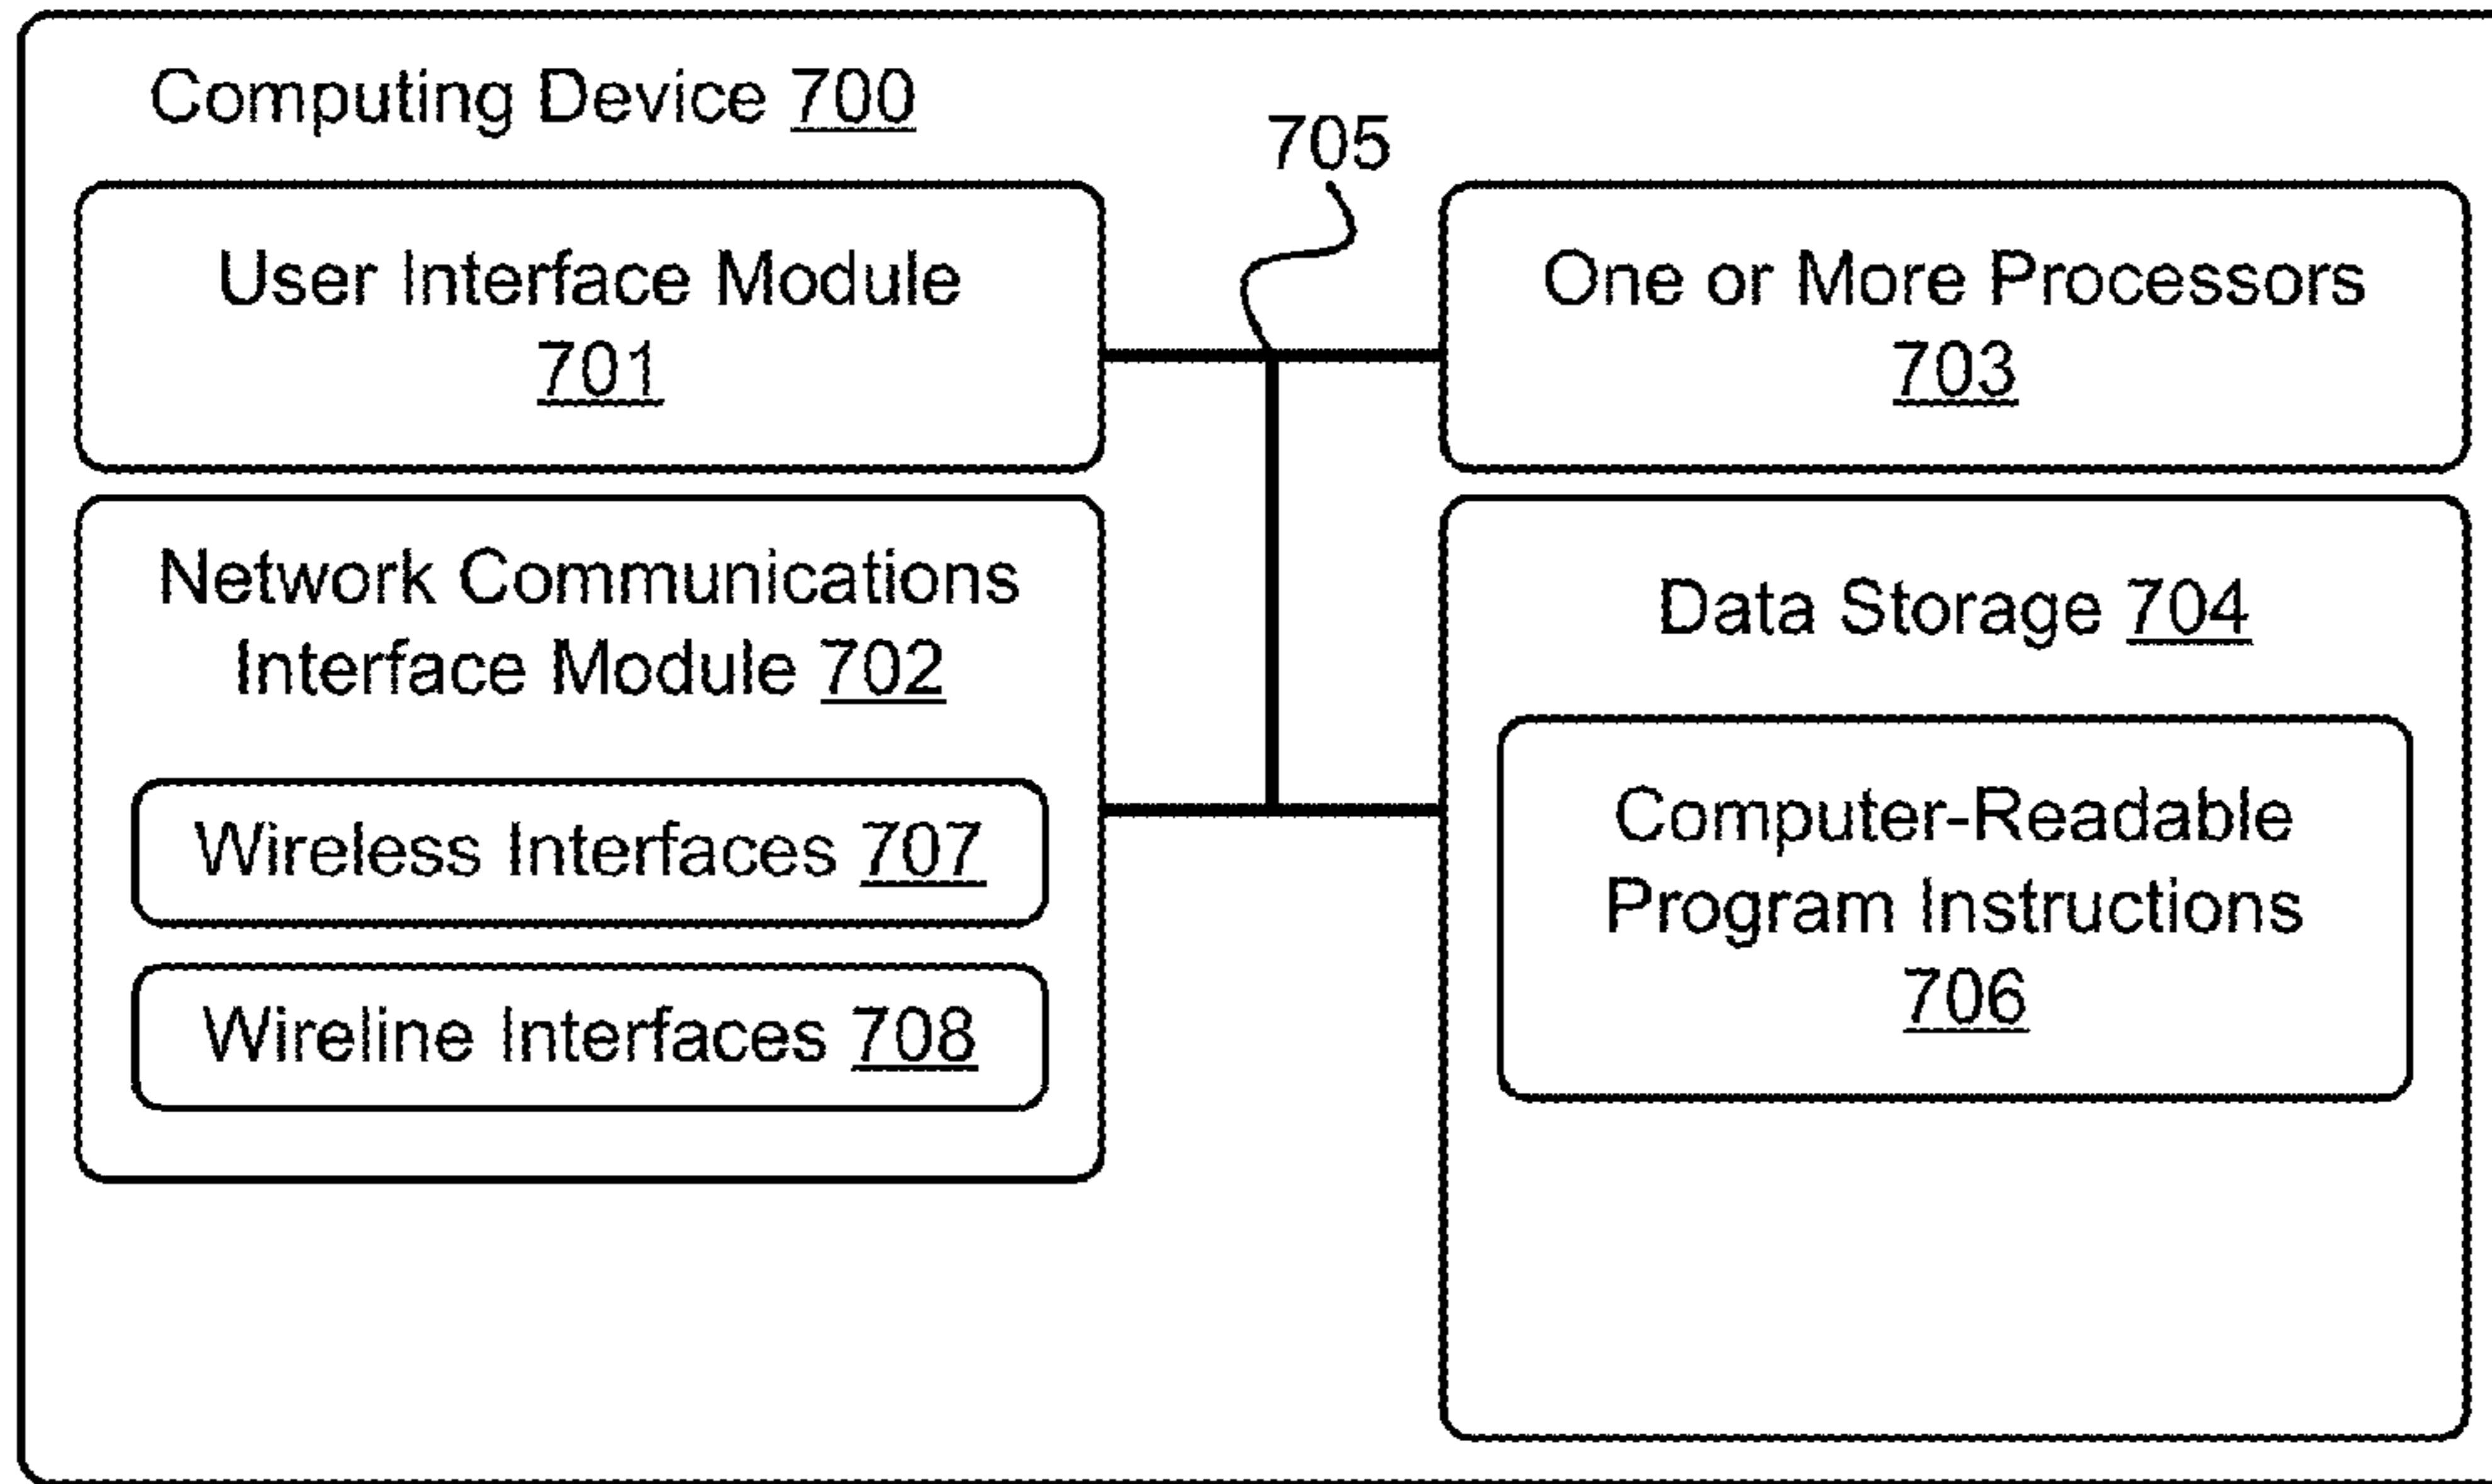 Computing Device 700
705
User Interface Module
701
One or More Processors
703
Network Communications
Interface Module 702
Wireless Interfaces 707
Wireline Interfaces 708
Data Storage 704
Computer-Readable
Program Instructions
706